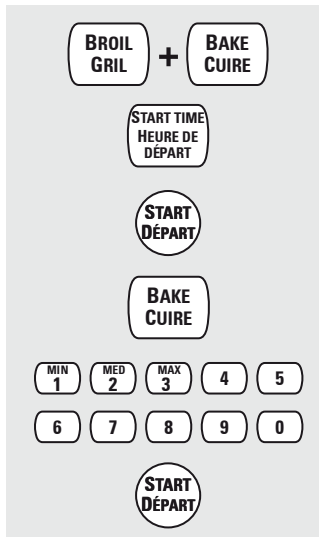 BROIL + BAKE
GRIL CUIRE
START TIME
HEURE DE
DÉPART
START
DÉPART
BAKE
CUIRE
MIN MED MAX
1 2 3 4 5
6 7 8 9 0
START
DÉPART